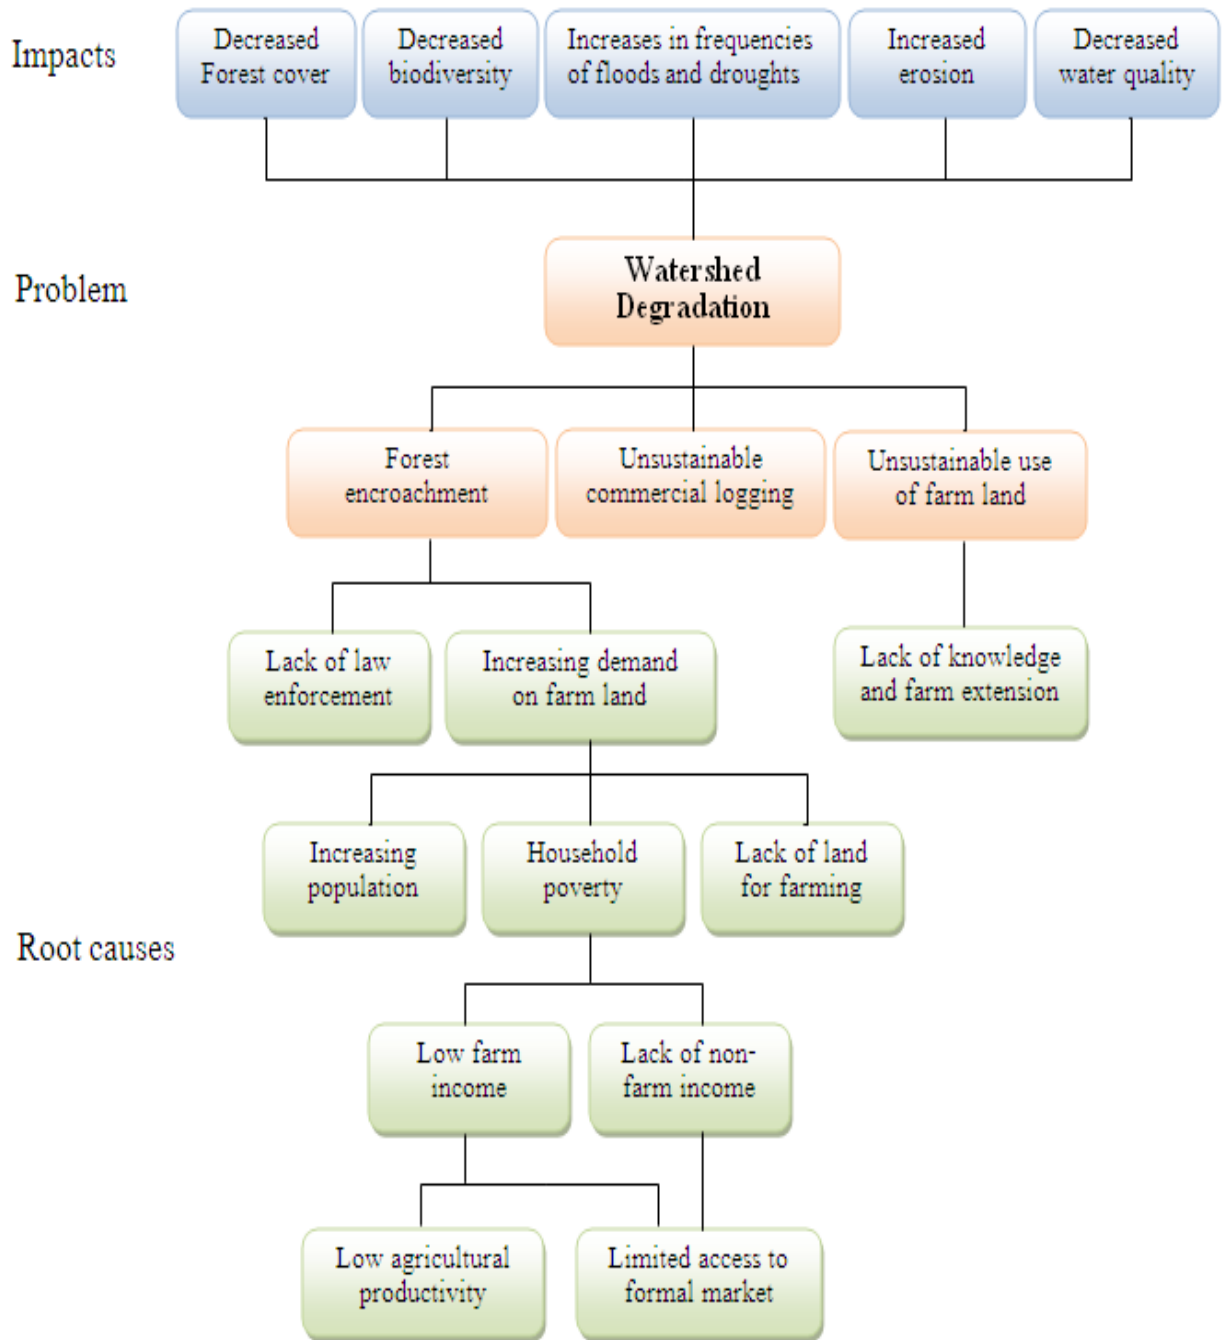 Impacts
Decreased
Forest cover
Decreased
biodiversity
Increases in frequencies
of floods and droughts
Increased
erosion
Decreased
water quality
Problem
Watershed
Degradation
Forest
encroachment
Unsustainable
commercial logging
Unsustainable use
of farm land
Lack of law
enforcement
Increasing demand
on farm land
Lack of knowledge
and farm extension
Increasing
population
Household
poverty
Lack of land
for farming
Root causes
Low farm
income
Lack of non-
farm income
Low agricultural
productivity
Limited access to
formal market